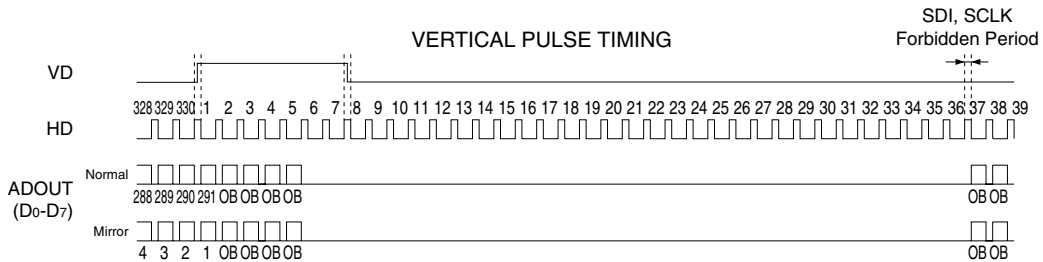 SDI, SCLK
VERTICAL PULSE TIMING
Forbidden Period
VD
328 329 330 1 2 3 4 5 6 7 8 9 10 11 12 13 14 15 16 17 18 19 20 21 22 23 24 25 26 27 28 29 30 31 32 33 34 35 36 37 38 39
HD
Normal
288 289 290 291 OB OB OB OB OB OB
ADOUT
(D0-D7)
Mirror
4 3 2 1 OB OB OB OB OB OB